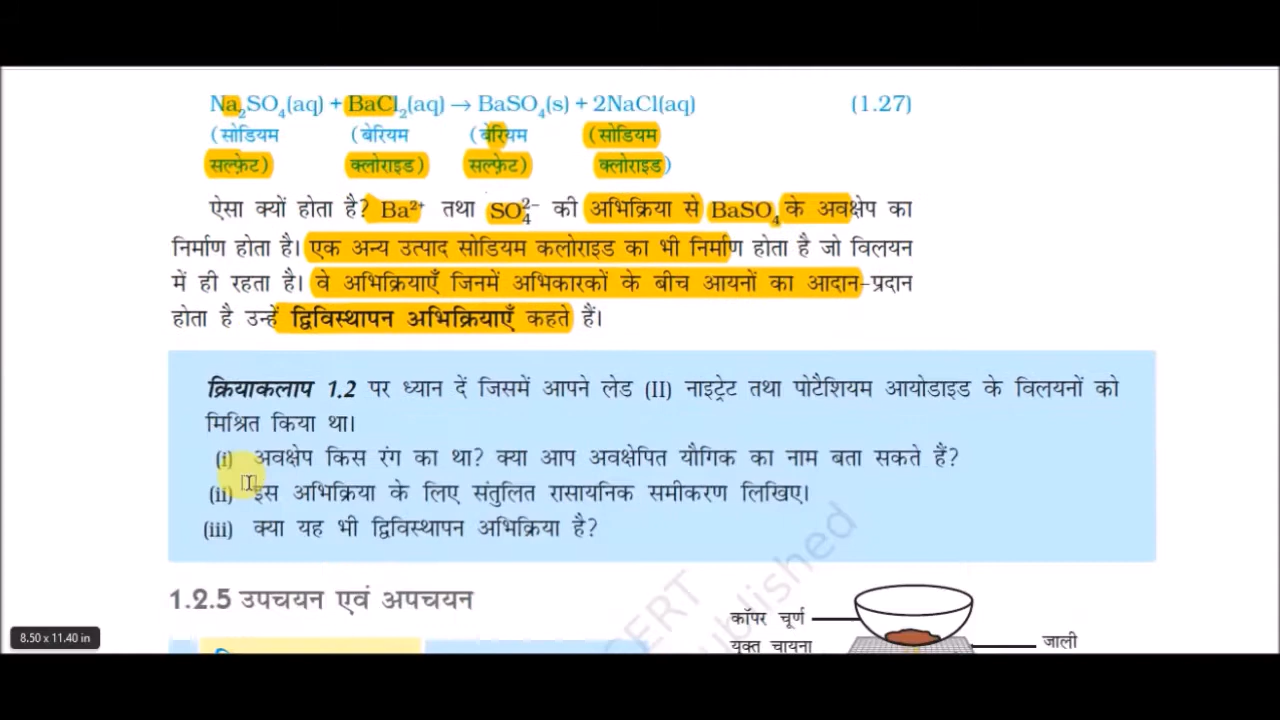 Na₂SO₄(aq) + BaCl₂(aq) → BaSO₄(s) + 2NaCl(aq) (1.27)
(सोडियम (बेरियम (बेरियम (सोडियम
सल्फ़ेट) क्लोराइड) सल्फ़ेट) क्लोराइड)
ऐसा क्यों होता है? Ba²⁺ तथा SO₄²⁻ की अभिक्रिया से BaSO₄ के अवक्षेप का
निर्माण होता है। एक अन्य उत्पाद सोडियम कलोराइड का भी निर्माण होता है जो विलयन
में ही रहता है। वे अभिक्रियाएँ जिनमें अभिकारकों के बीच आयनों का आदान-प्रदान
होता है उन्हें द्विविस्थापन अभिक्रियाएँ कहते हैं।
क्रियाकलाप 1.2 पर ध्यान दें जिसमें आपने लेड (II) नाइट्रेट तथा पोटैशियम आयोडाइड के विलयनों को
मिश्रित किया था।
(i) अवक्षेप किस रंग का था? क्या आप अवक्षेपित यौगिक का नाम बता सकते हैं?
(ii) इस अभिक्रिया के लिए संतुलित रासायनिक समीकरण लिखिए।
(iii) क्या यह भी द्विविस्थापन अभिक्रिया है?
1.2.5 उपचयन एवं अपचयन
कॉपर चूर्ण
युक्त चायना
जाली
8.50 x 11.40 in